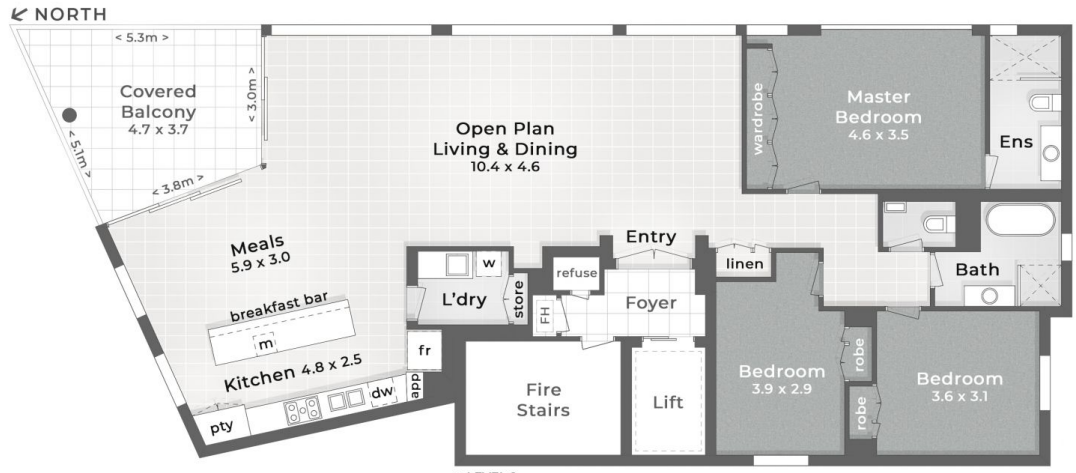 NORTH
< 5.3m >
Covered
Balcony
4.7 x 3.7
< 3.0m >
< 5.1m >
< 3.8m >
Open Plan
Living & Dining
10.4 x 4.6
wardrobe
Master
Bedroom
4.6 x 3.5
Ens
Meals
5.9 x 3.0
Entry
linen
Bath
w
L'dry
store
refuse
FH
Foyer
breakfast bar
m
Kitchen 4.8 x 2.5
fr
app
dw
pty
Fire
Stairs
Lift
Bedroom
3.9 x 2.9
robe
robe
Bedroom
3.6 x 3.1